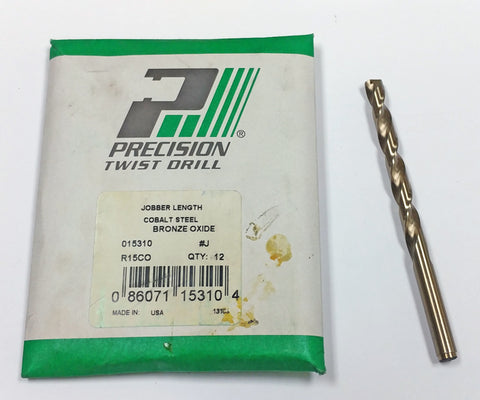 ®
PRECISION
TWIST DRILL
JOBBER LENGTH
COBALT STEEL
BRONZE OXIDE
015310 #J
R15CO QTY: 12
0 86071 15310 4
MADE IN: USA